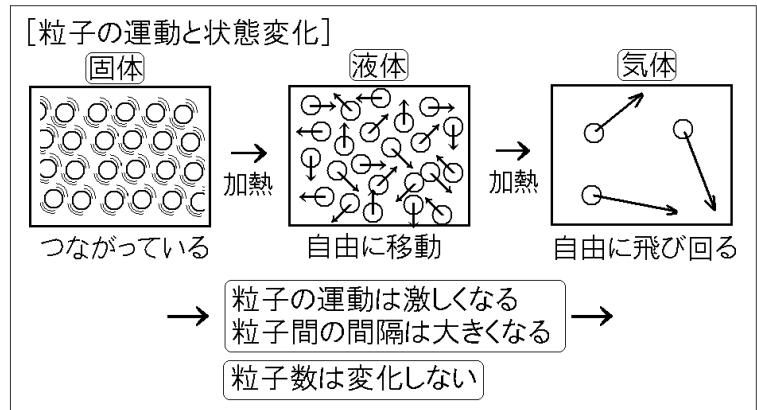 [粒子の運動と状態変化]
固体 液体 気体
→ 加熱 → 加熱
つながっている 自由に移動 自由に飛び回る
→ 粒子の運動は激しくなる →
粒子間の間隔は大きくなる
粒子数は変化しない